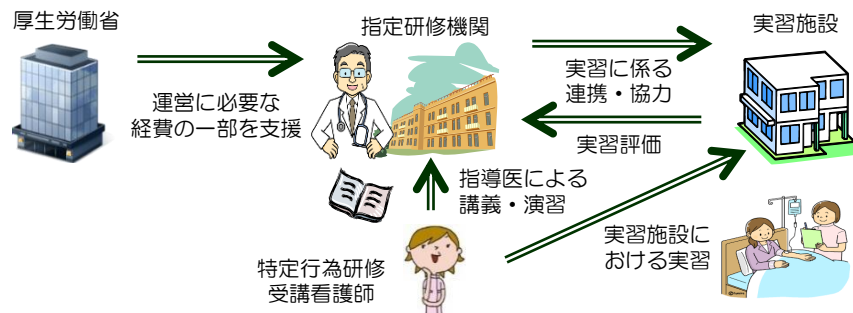 厚生労働省
指定研修機関
実習施設
運営に必要な
経費の一部を支援
実習に係る
連携・協力
実習評価
指導医による
講義・演習
特定行為研修
受講看護師
実習施設に
おける実習